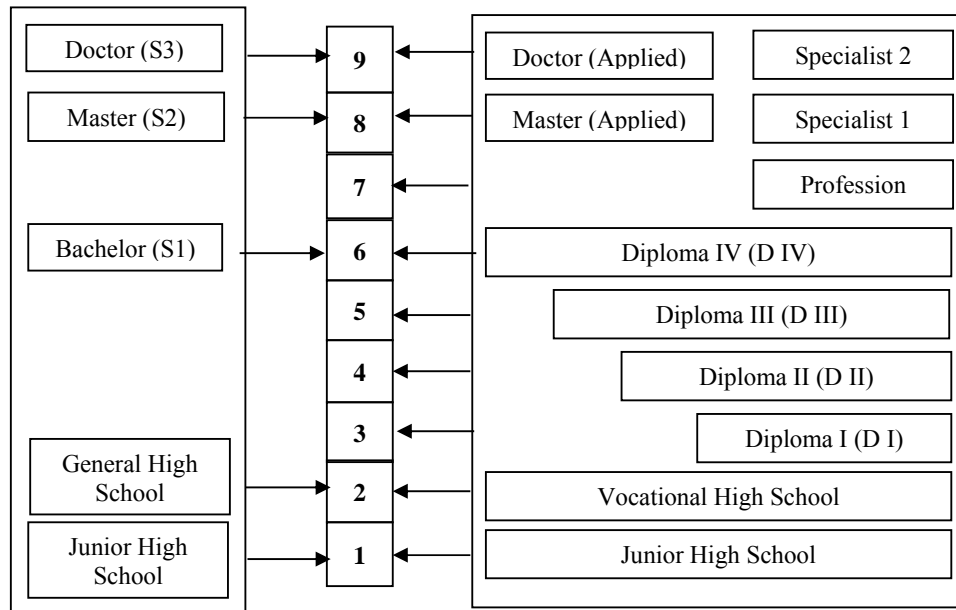 Doctor (S3)
9
Doctor (Applied)
Specialist 2
Master (S2)
8
Master (Applied)
Specialist 1
7
Profession
Bachelor (S1)
6
Diploma IV (D IV)
5
Diploma III (D III)
4
Diploma II (D II)
3
Diploma I (D I)
General High
School
2
Vocational High School
Junior High
School
1
Junior High School